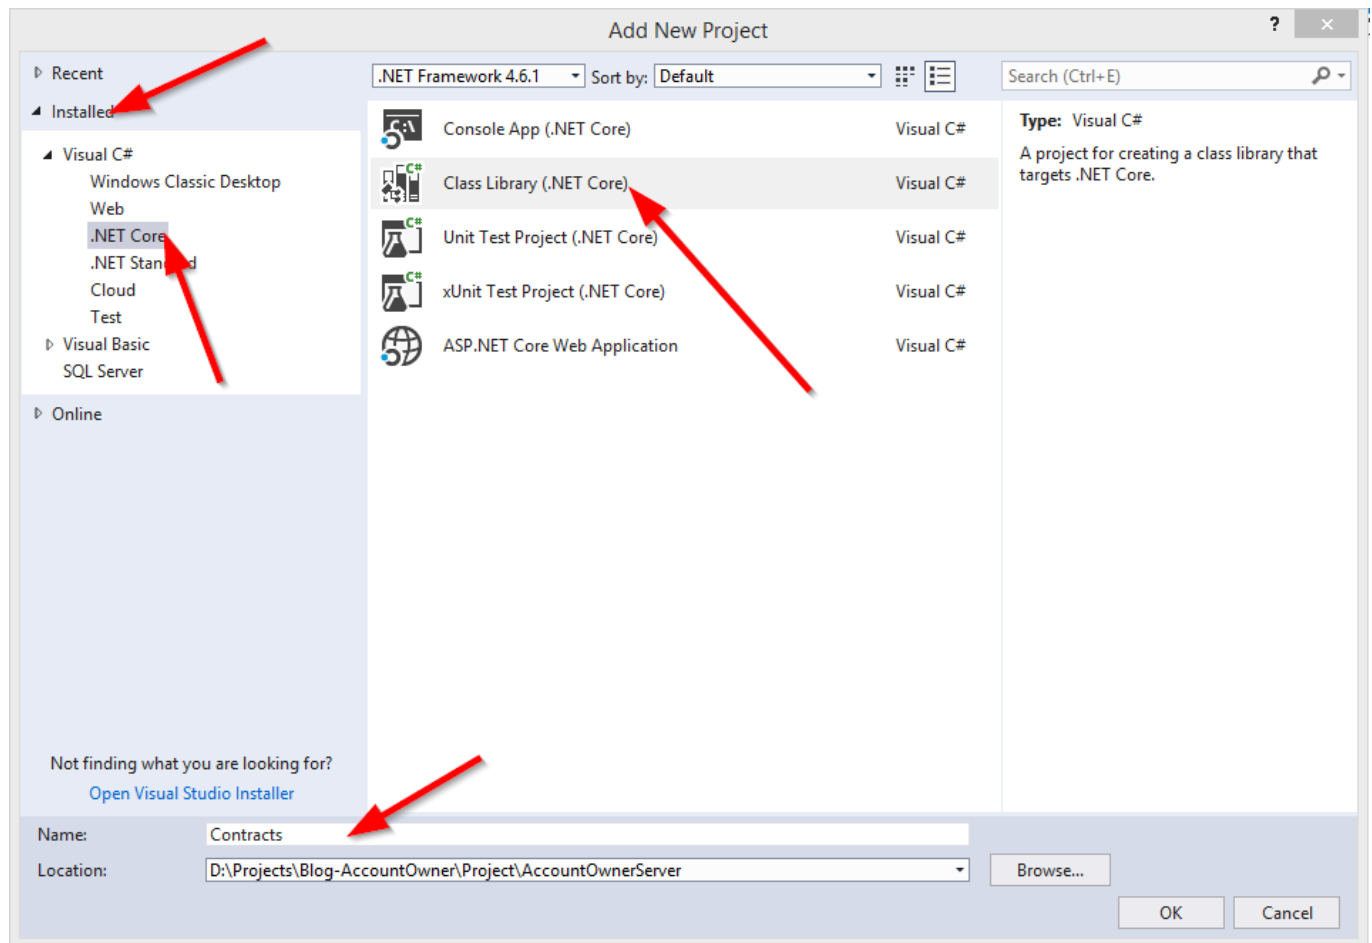 Add New Project
?
Recent
.NET Framework 4.6.1 Sort by: Default
Search (Ctrl+E)
Installed
Visual C#
Windows Classic Desktop
Web
.NET Core
.NET Standard
Cloud
Test
Visual Basic
SQL Server
Online
Console App (.NET Core) Visual C#
Class Library (.NET Core) Visual C#
Unit Test Project (.NET Core) Visual C#
xUnit Test Project (.NET Core) Visual C#
ASP.NET Core Web Application Visual C#
Type: Visual C#
A project for creating a class library that
targets .NET Core.
Not finding what you are looking for?
Open Visual Studio Installer
Name: Contracts
Location: D:\Projects\Blog-AccountOwner\Project\AccountOwnerServer Browse...
OK Cancel